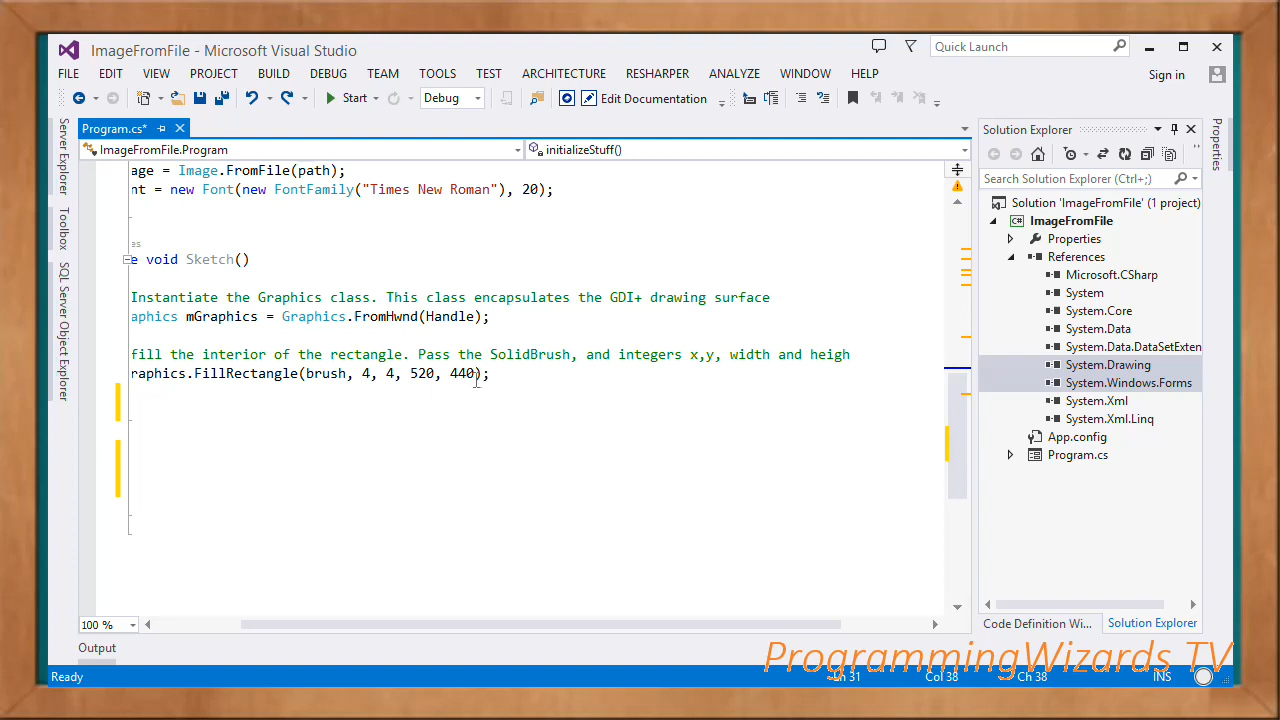 ImageFromFile - Microsoft Visual Studio
Quick Launch
FILE EDIT VIEW PROJECT BUILD DEBUG TEAM TOOLS TEST ARCHITECTURE RESHARPER ANALYZE WINDOW HELP
Sign in
Start Debug Edit Documentation
Server Explorer
Toolbox
SQL Server Object Explorer
Program.cs*
ImageFromFile.Program initializeStuff()
age = Image.FromFile(path);
nt = new Font(new FontFamily("Times New Roman"), 20);
es
e void Sketch()
Instantiate the Graphics class. This class encapsulates the GDI+ drawing surface
aphics mGraphics = Graphics.FromHwnd(Handle);
fill the interior of the rectangle. Pass the SolidBrush, and integers x,y, width and heigh
raphics.FillRectangle(brush, 4, 4, 520, 440);
100 %
Output
Solution Explorer
Search Solution Explorer (Ctrl+;)
Solution 'ImageFromFile' (1 project)
C# ImageFromFile
Properties
References
Microsoft.CSharp
System
System.Core
System.Data
System.Data.DataSetExten
System.Drawing
System.Windows.Forms
System.Xml
System.Xml.Linq
App.config
Program.cs
Code Definition Wi... Solution Explorer
Properties
ProgrammingWizards TV
Ready Ln 31 Col 38 Ch 38 INS